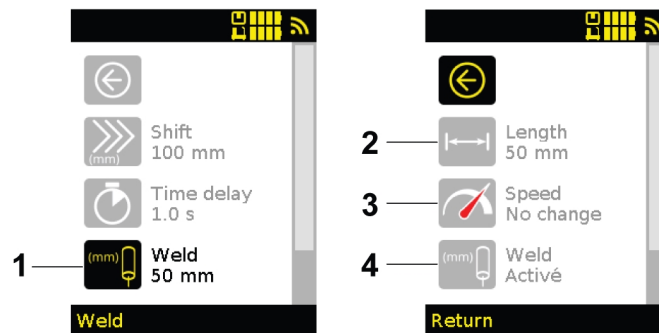 Shift
100 mm
(mm)
Time delay
1.0 s
1
(mm)
Weld
50 mm
Weld
2
Length
50 mm
3
Speed
No change
4
(mm)
Weld
Activé
Return